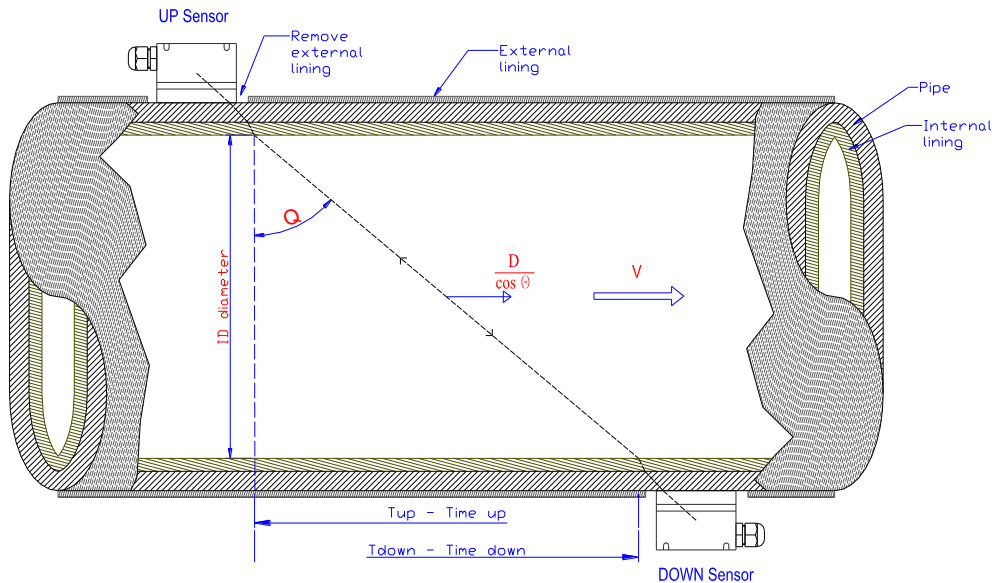 UP Sensor
Remove
external
lining
External
lining
Pipe
Internal
lining
Q
ID diameter
D
cos Θ
V
Tup - Time up
Tdown - Time down
DOWN Sensor